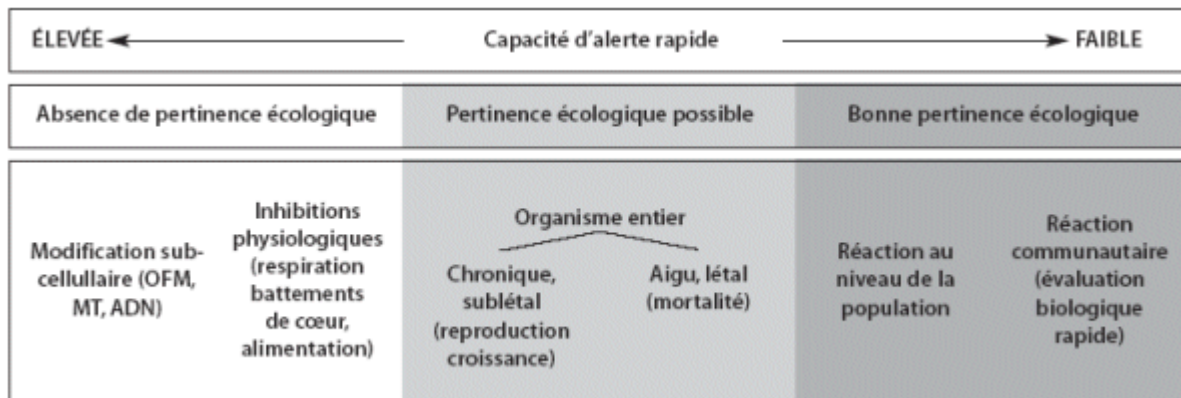 ÉLEVÉE Capacité d'alerte rapide FAIBLE
Absence de pertinence écologique Pertinence écologique possible Bonne pertinence écologique
Modification sub-
cellullaire (OFM,
MT, ADN)
Inhibitions
physiologiques
(respiration
battements
de cœur,
alimentation)
Organisme entier
Chronique,
sublétal
(reproduction
croissance)
Aigu, létal
(mortalité)
Réaction au
niveau de la
population
Réaction
communautaire
(évaluation
biologique
rapide)